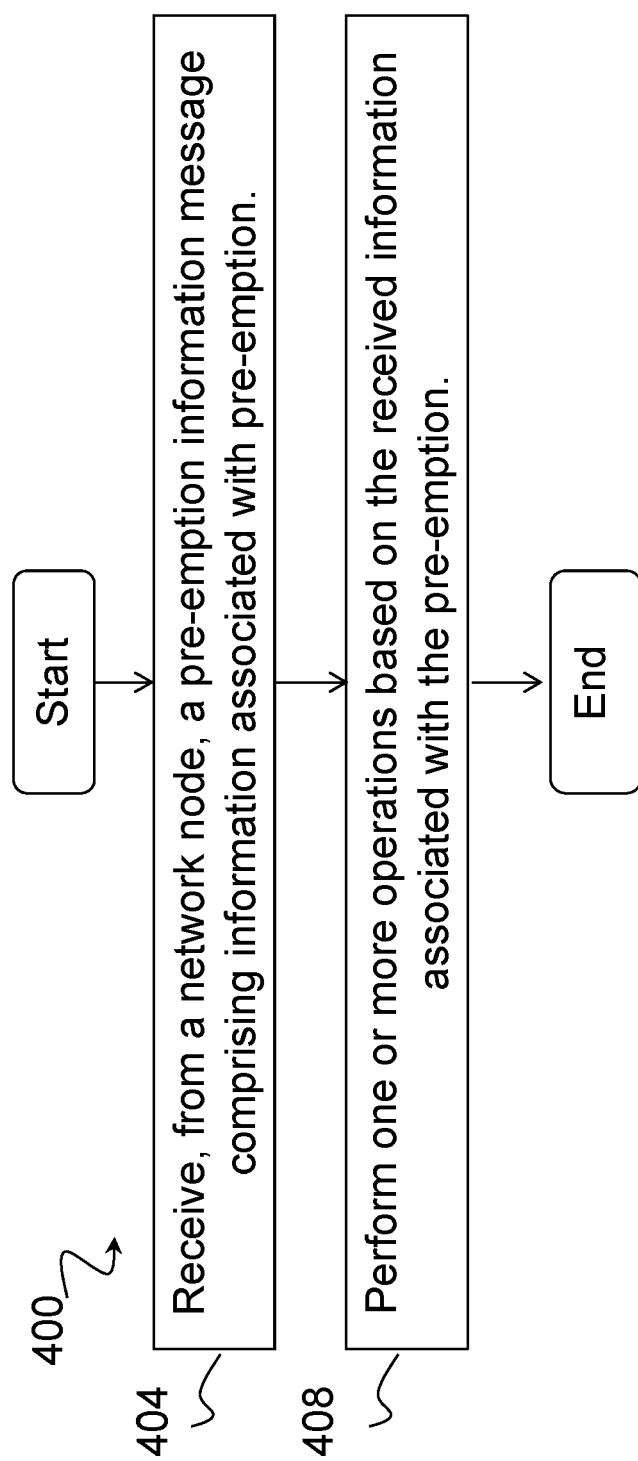 400
Start
404
Receive, from a network node, a pre-emption information message
comprising information associated with pre-emption.
408
Perform one or more operations based on the received information
associated with the pre-emption.
End